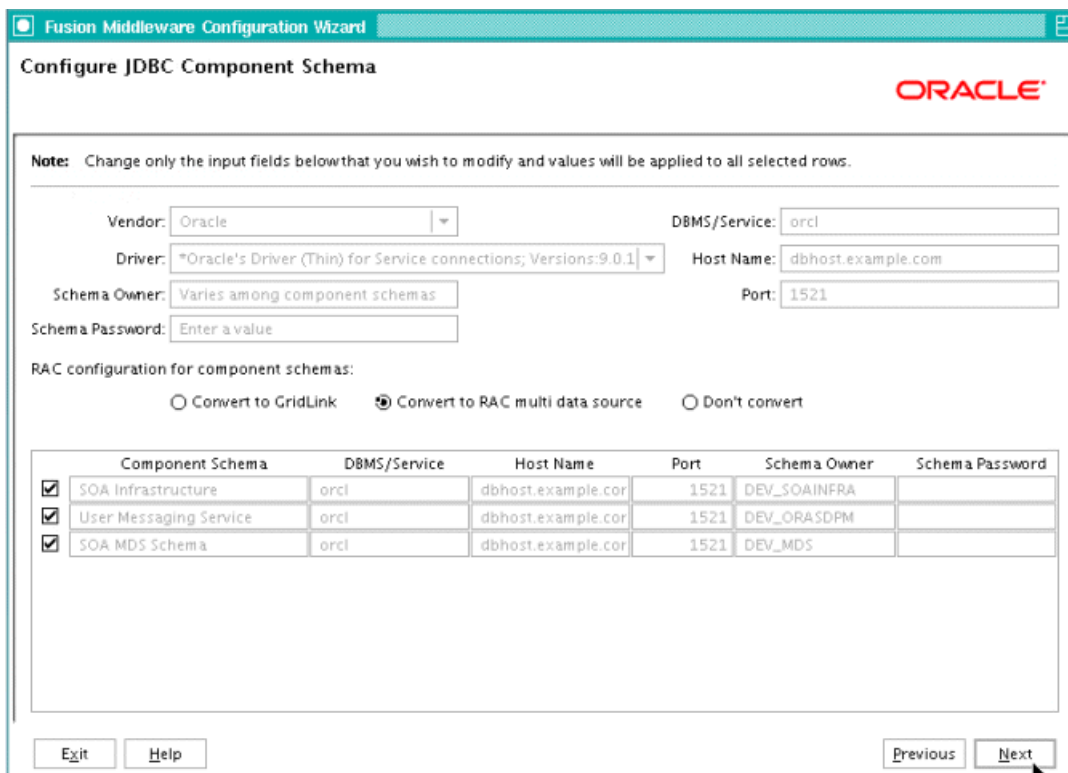 Fusion Middleware Configuration Wizard
Configure JDBC Component Schema
ORACLE
Note: Change only the input fields below that you wish to modify and values will be applied to all selected rows.
Vendor: Oracle DBMS/Service: orcl
Driver: *Oracle's Driver (Thin) for Service connections; Versions:9.0.1 Host Name: dbhost.example.com
Schema Owner: Varies among component schemas Port: 1521
Schema Password: Enter a value
RAC configuration for component schemas:
Convert to GridLink Convert to RAC multi data source Don't convert
Component Schema DBMS/Service Host Name Port Schema Owner Schema Password
SOA Infrastructure orcl dbhost.example.cor 1521 DEV_SOAINFRA
User Messaging Service orcl dbhost.example.cor 1521 DEV_ORASDPM
SOA MDS Schema orcl dbhost.example.cor 1521 DEV_MDS
Exit Help Previous Next